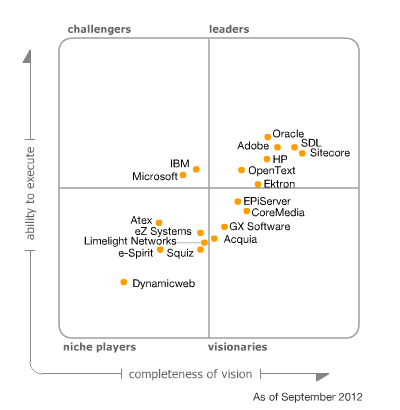 challengers
leaders
Oracle
Adobe
SDL
Sitecore
HP
IBM
OpenText
Microsoft
Ektron
ability to execute
EPiServer
CoreMedia
Atex
GX Software
eZ Systems
Limelight Networks
Acquia
e-Spirit
Squiz
Dynamicweb
niche players
visionaries
completeness of vision
As of September 2012